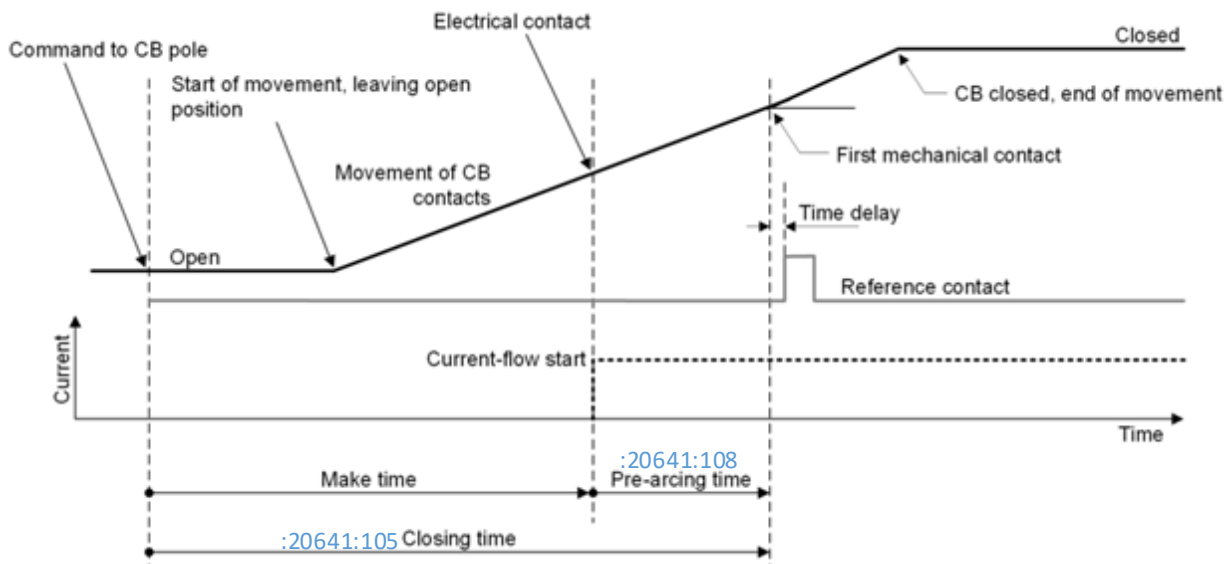 Electrical contact
Closed
Command to CB pole
Start of movement, leaving open
position
CB closed, end of movement
First mechanical contact
Movement of CB
contacts
Time delay
Open
Reference contact
Current
Current-flow start
Time
:20641:108
Make time
Pre-arcing time
:20641:105 Closing time